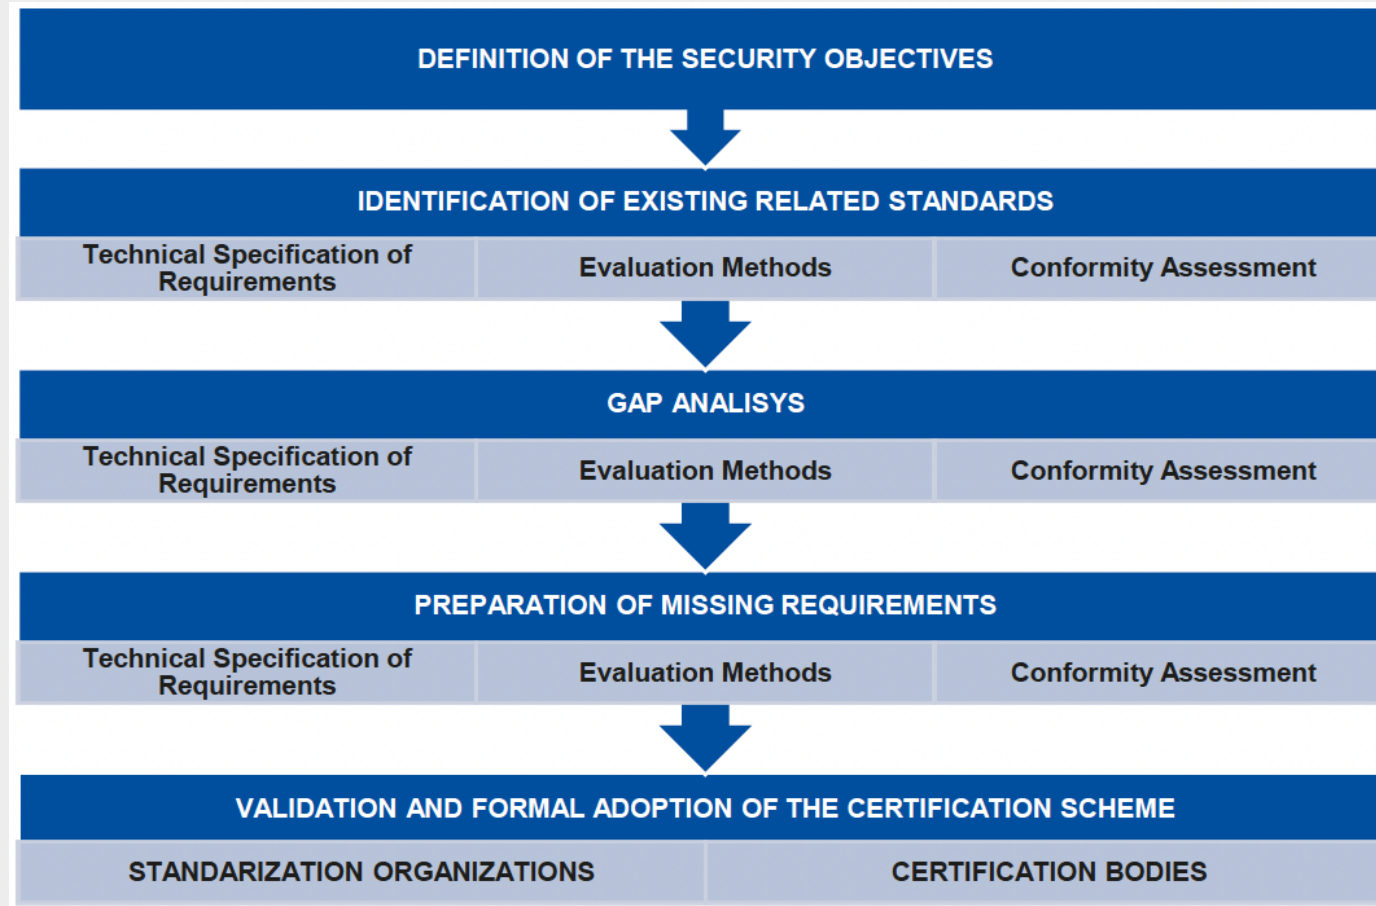 DEFINITION OF THE SECURITY OBJECTIVES
IDENTIFICATION OF EXISTING RELATED STANDARDS
Technical Specification of
Requirements
Evaluation Methods
Conformity Assessment
GAP ANALISYS
Technical Specification of
Requirements
Evaluation Methods
Conformity Assessment
PREPARATION OF MISSING REQUIREMENTS
Technical Specification of
Requirements
Evaluation Methods
Conformity Assessment
VALIDATION AND FORMAL ADOPTION OF THE CERTIFICATION SCHEME
STANDARIZATION ORGANIZATIONS
CERTIFICATION BODIES